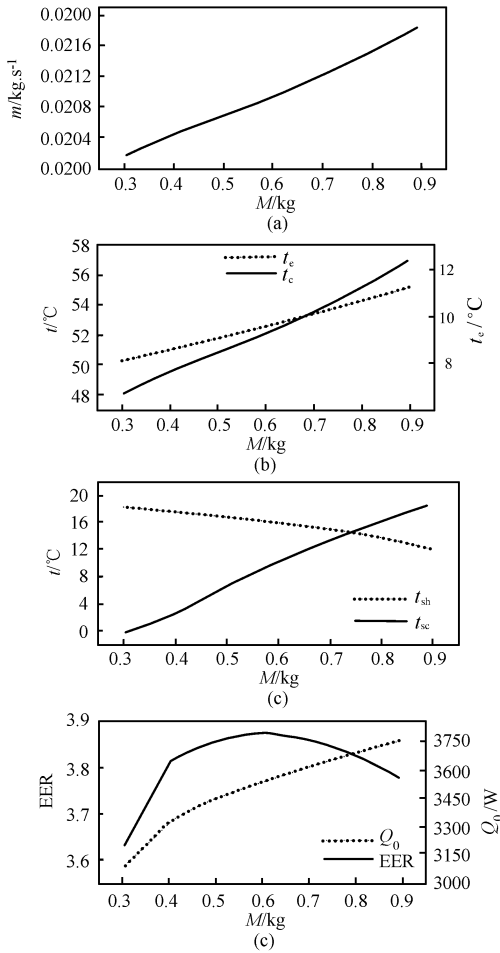 0.0200 0.0216 0.0212 0.0208 0.0204 0.0200
m/kg.s-1
0.3 0.4 0.5 0.6 0.7 0.8 0.9
M/kg
(a)
58 56 54 52 50 48
t/°C
te
tc
12 10 8
te/°C
0.3 0.4 0.5 0.6 0.7 0.8 0.9
M/kg
(b)
20 16 12 8 4 0
t/°C
tsh
tsc
0.3 0.4 0.5 0.6 0.7 0.8 0.9
M/kg
(c)
3.9 3.8 3.7 3.6
EER
Q0
EER
3750 3600 3450 3300 3150 3000
Q0/W
0.3 0.4 0.5 0.6 0.7 0.8 0.9
M/kg
(c)